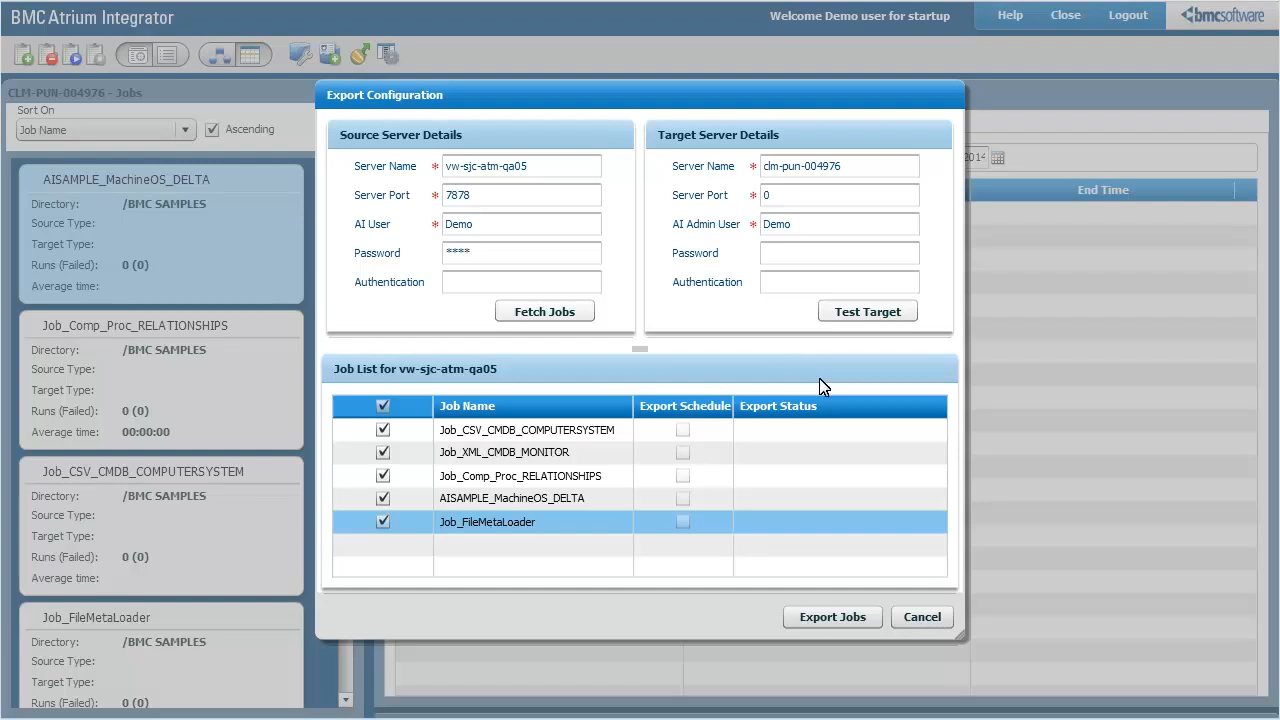 BMC Atrium Integrator
Welcome Demo user for startup
Help
Close
Logout
bmcsoftware
CLM-PUN-004976 - Jobs
Sort On
Job Name
Ascending
AISAMPLE_MachineOS_DELTA
Directory: /BMC SAMPLES
Source Type:
Target Type:
Runs (Failed): 0 (0)
Average time:
Job_Comp_Proc_RELATIONSHIPS
Directory: /BMC SAMPLES
Source Type:
Target Type:
Runs (Failed): 0 (0)
Average time: 00:00:00
Job_CSV_CMDB_COMPUTERSYSTEM
Directory: /BMC SAMPLES
Source Type:
Target Type:
Runs (Failed): 0 (0)
Average time:
Job_FileMetaLoader
Directory: /BMC SAMPLES
Source Type:
Target Type:
Runs (Failed): 0 (0)
Export Configuration
Source Server Details
Server Name * vw-sjc-atm-qa05
Server Port * 7878
AI User * Demo
Password ****
Authentication
Fetch Jobs
Target Server Details
Server Name * clm-pun-004976
Server Port * 0
AI Admin User * Demo
Password
Authentication
Test Target
Job List for vw-sjc-atm-qa05
Job Name Export Schedule Export Status
Job_CSV_CMDB_COMPUTERSYSTEM
Job_XML_CMDB_MONITOR
Job_Comp_Proc_RELATIONSHIPS
AISAMPLE_MachineOS_DELTA
Job_FileMetaLoader
Export Jobs
Cancel
2014
End Time